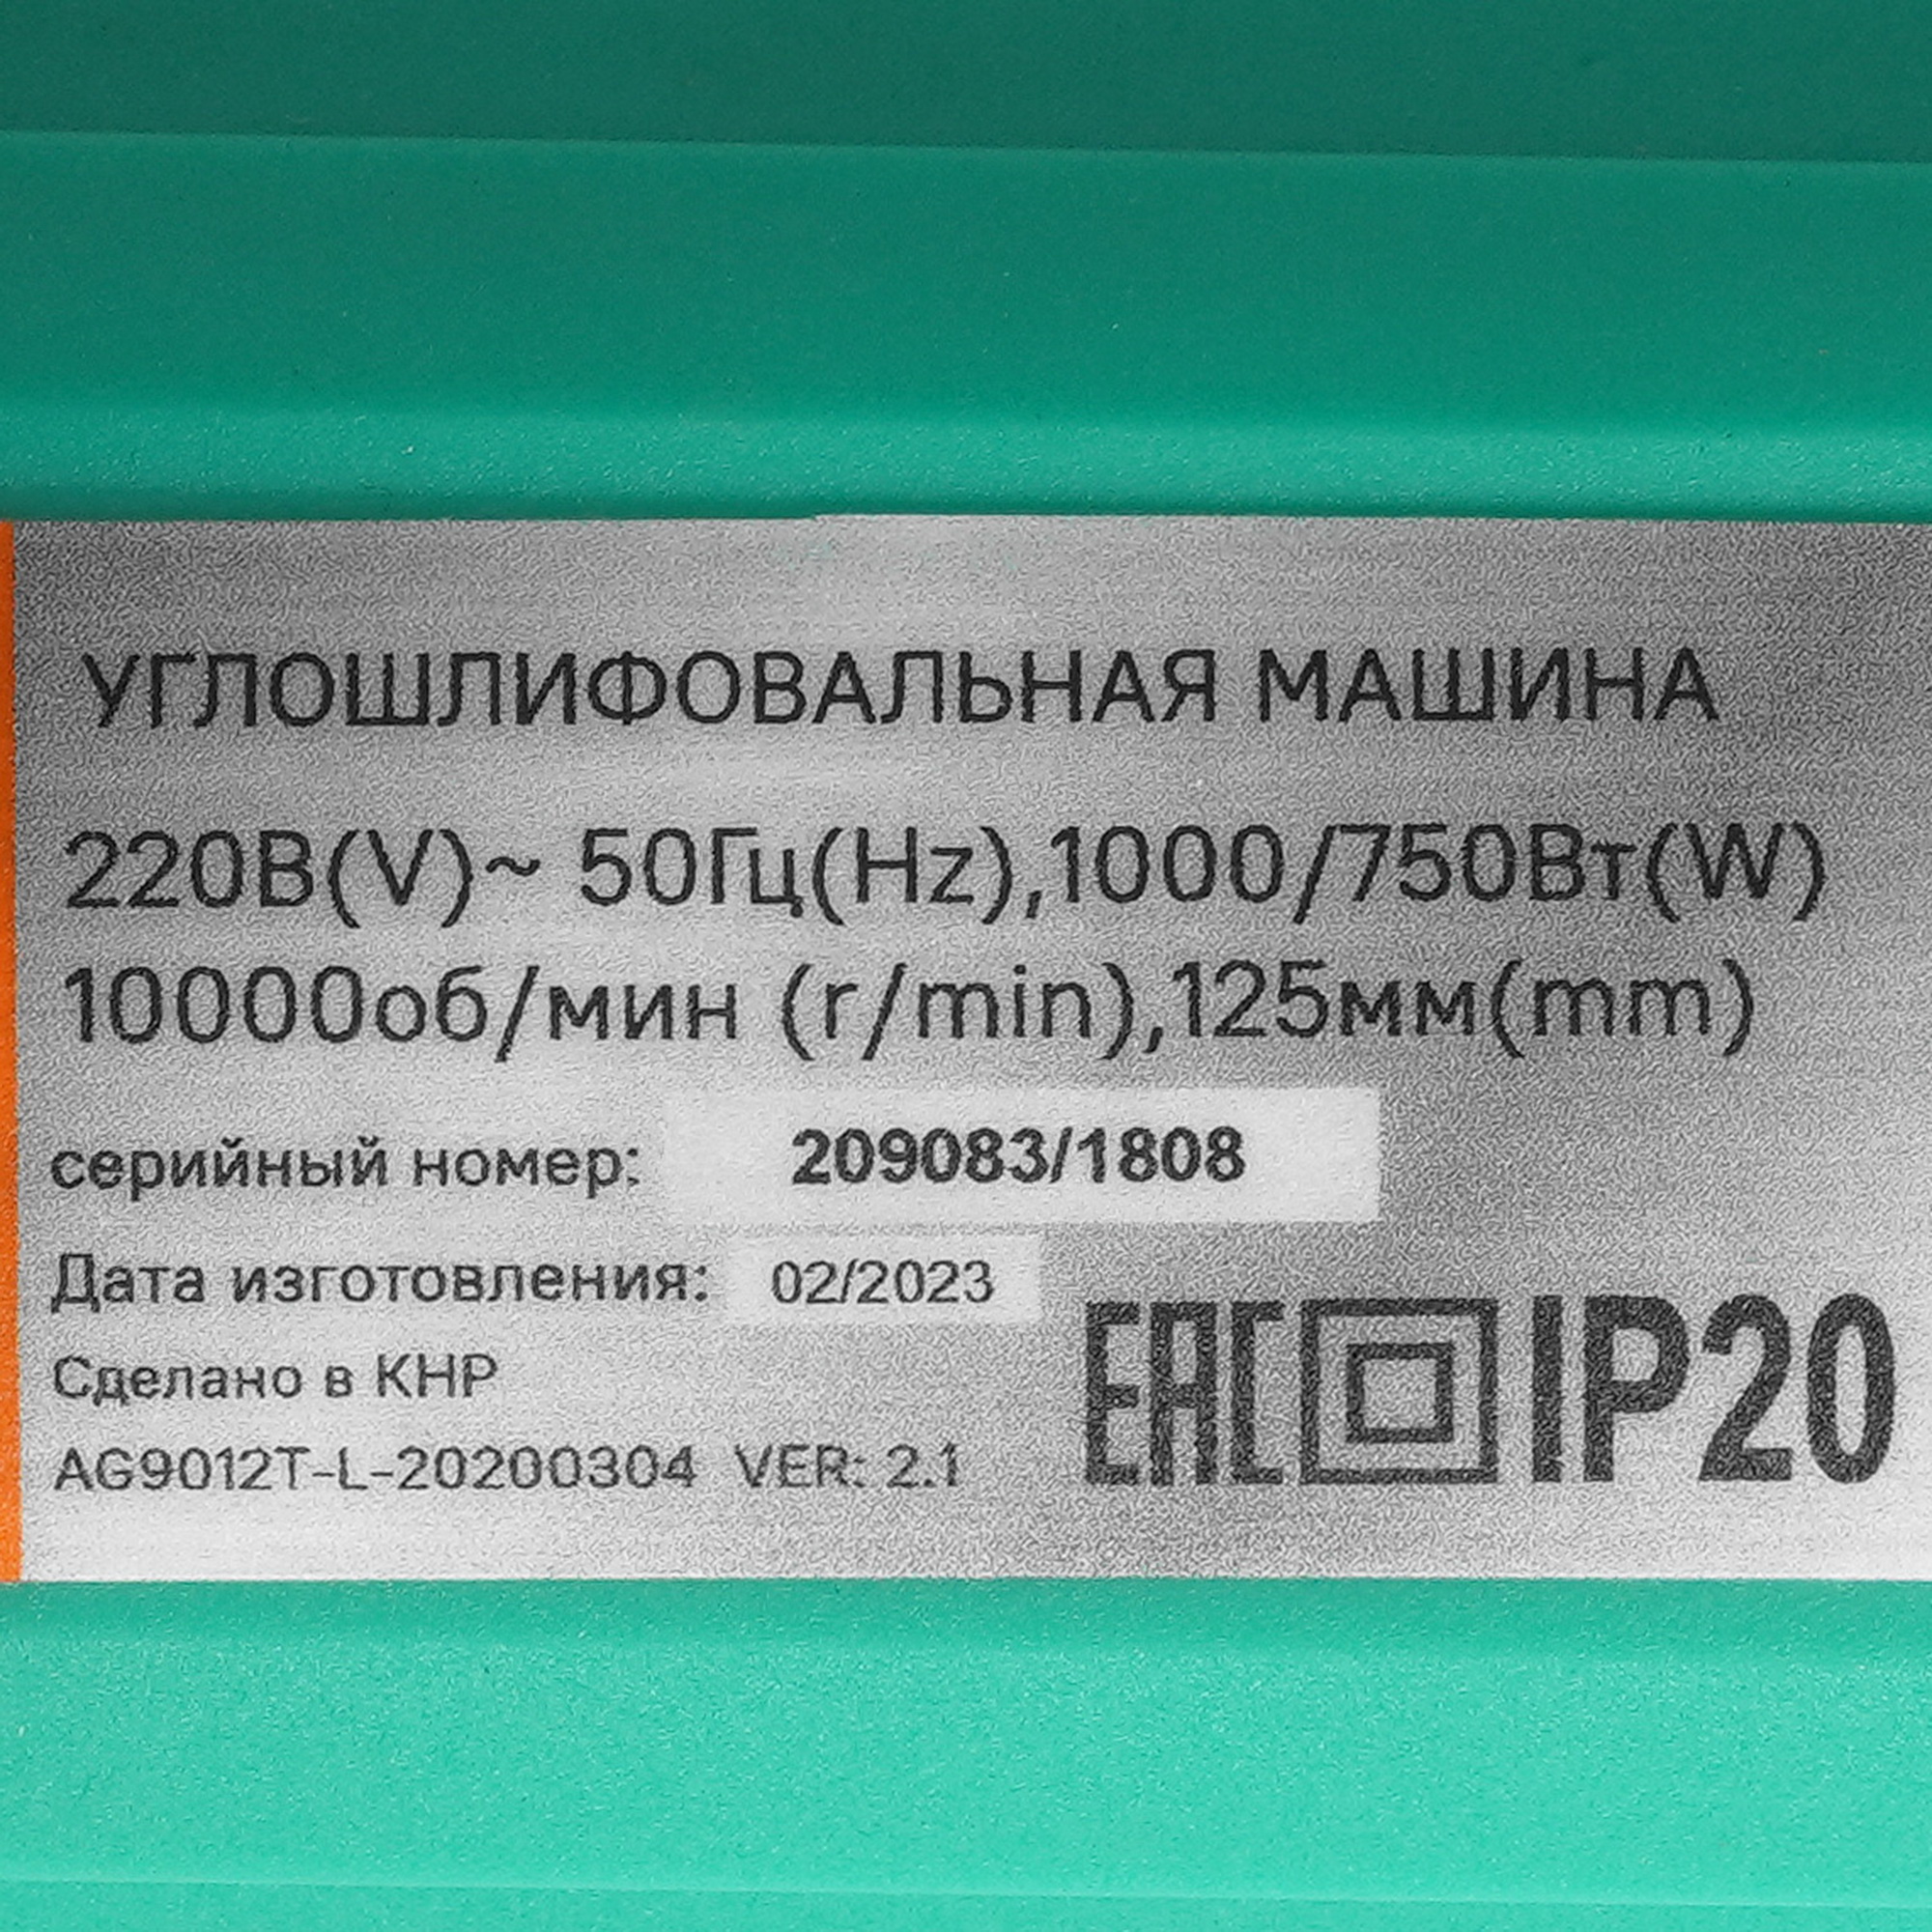 УГЛОШЛИФОВАЛЬНАЯ МАШИНА
220В(V)~ 50Гц(Hz),1000/750Вт(W)
10000об/мин (r/min),125мм(mm)
серийный номер: 209083/1808
Дата изготовления: 02/2023
Сделано в КНР
AG9012T-L-20200304 VER: 2.1
EAC IP20